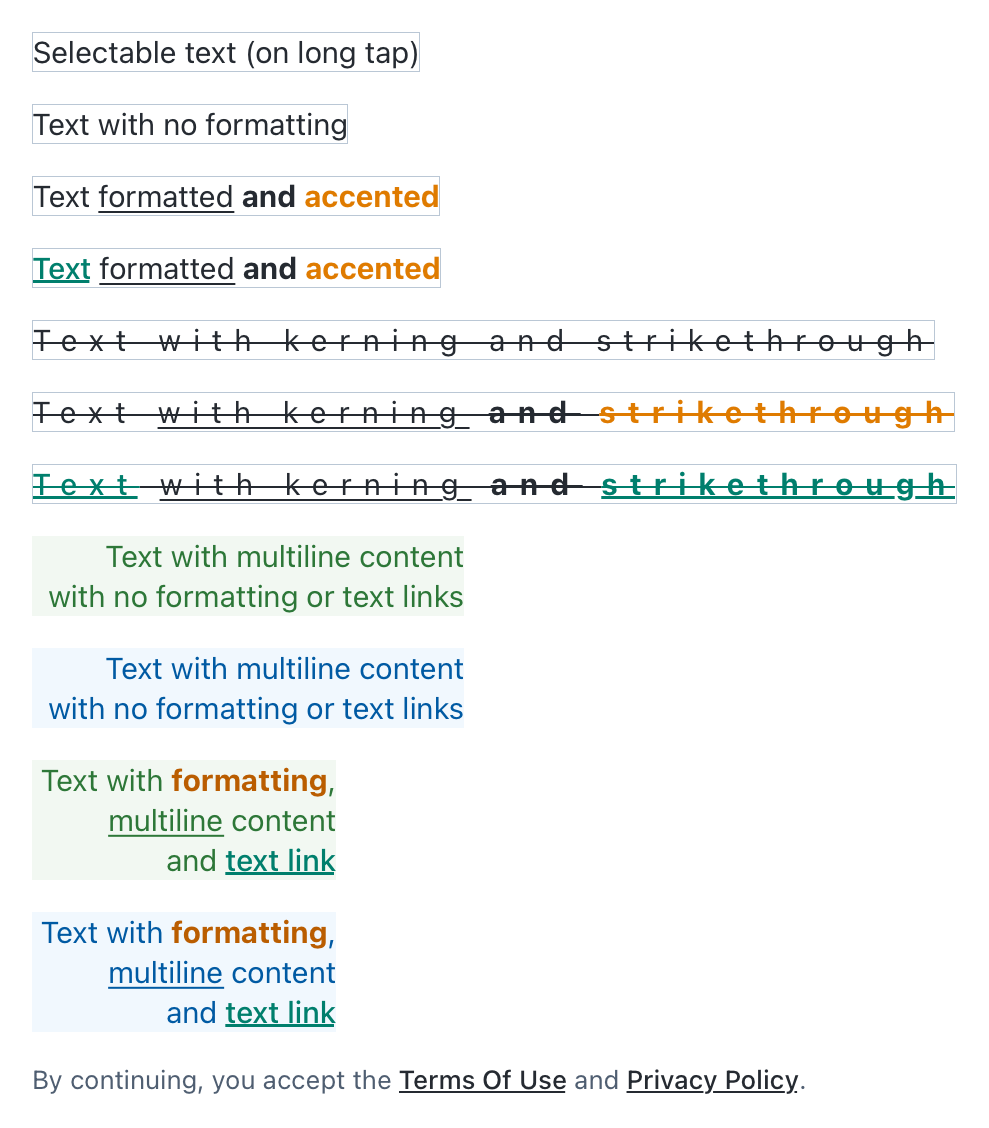 Selectable text (on long tap)
Text with no formatting
Text formatted and accented
Text formatted and accented
Text with kerning and strikethrough
Text with kerning and strikethrough
Text with kerning and strikethrough
Text with multiline content
with no formatting or text links
Text with multiline content
with no formatting or text links
Text with formatting,
multiline content
and text link
Text with formatting,
multiline content
and text link
By continuing, you accept the Terms Of Use and Privacy Policy.